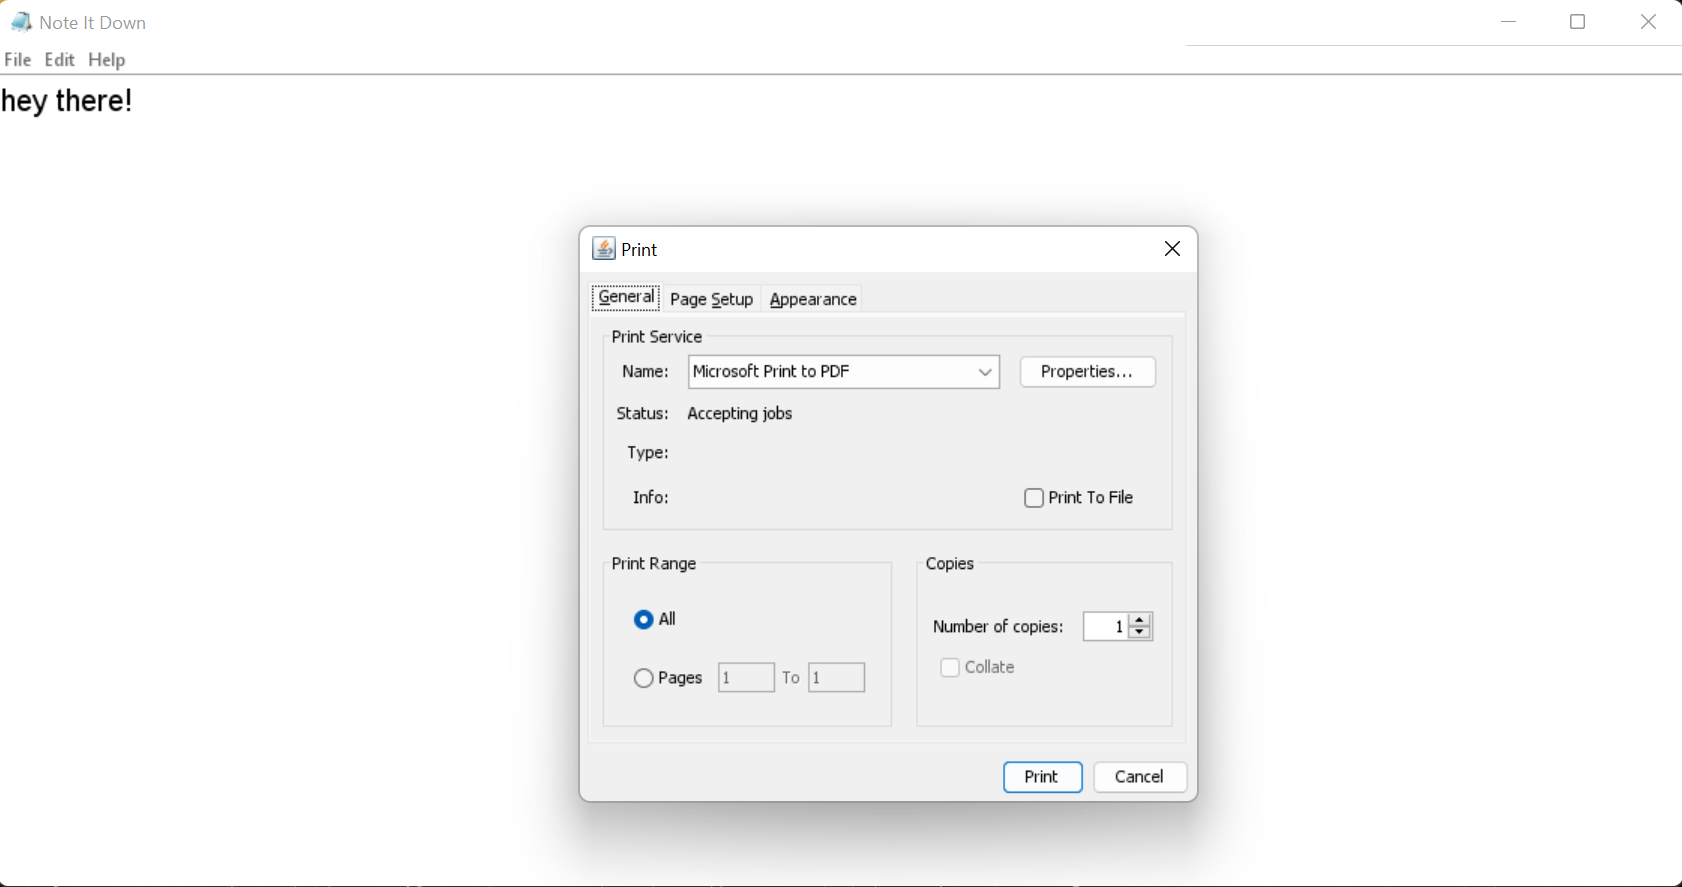 Note It Down
File Edit Help
hey there!
Print
General Page Setup Appearance
Print Service
Name: Microsoft Print to PDF Properties...
Status: Accepting jobs
Type:
Info: Print To File
Print Range
All
Pages 1 To 1
Copies
Number of copies: 1
Collate
Print Cancel